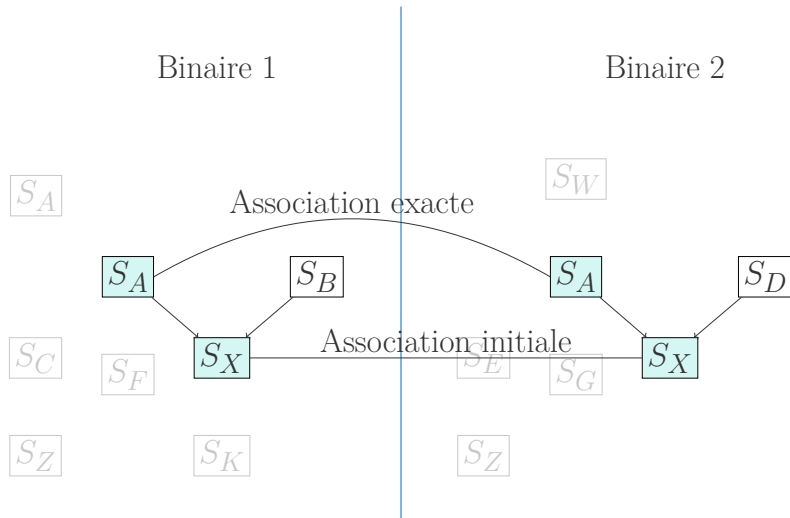 Binaire 1
Binaire 2
S_W
S_A
Association exacte
S_A
S_B
S_A
S_D
S_C
S_F
S_X
Association initiale
S_E
S_G
S_X
S_Z
S_K
S_Z